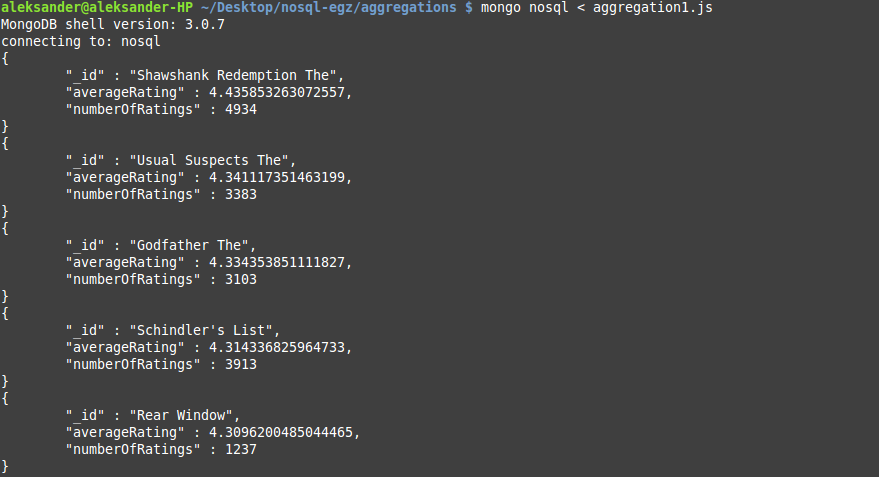 aleksander@aleksander-HP ~/Desktop/nosql-egz/aggregations $ mongo nosql < aggregation1.js
MongoDB shell version: 3.0.7
connecting to: nosql
{
        "_id" : "Shawshank Redemption The",
        "averageRating" : 4.435853263072557,
        "numberOfRatings" : 4934
}
{
        "_id" : "Usual Suspects The",
        "averageRating" : 4.341117351463199,
        "numberOfRatings" : 3383
}
{
        "_id" : "Godfather The",
        "averageRating" : 4.334353851111827,
        "numberOfRatings" : 3103
}
{
        "_id" : "Schindler's List",
        "averageRating" : 4.314336825964733,
        "numberOfRatings" : 3913
}
{
        "_id" : "Rear Window",
        "averageRating" : 4.3096200485044465,
        "numberOfRatings" : 1237
}